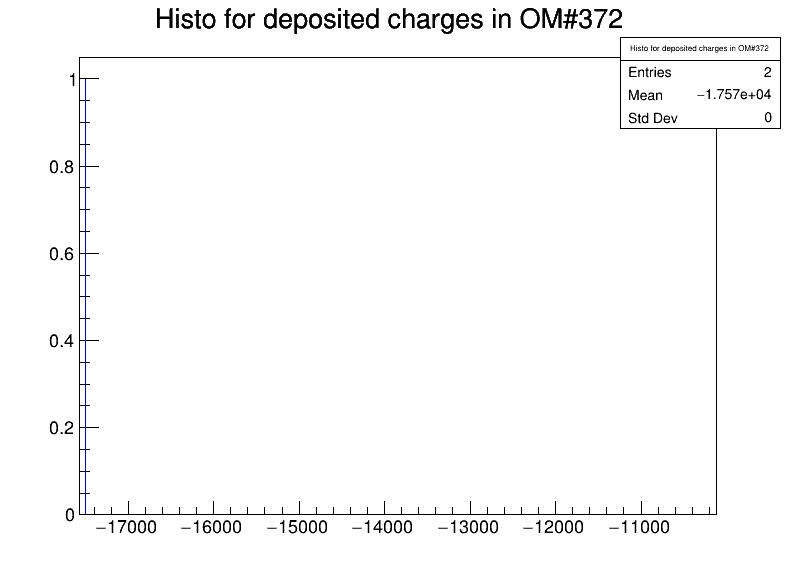 Histo for deposited charges in OM#372
Histo for deposited charges in OM#372
Entries 2
Mean −1.757e+04
Std Dev 0
1
0.8
0.6
0.4
0.2
0
−17000 −16000 −15000 −14000 −13000 −12000 −11000